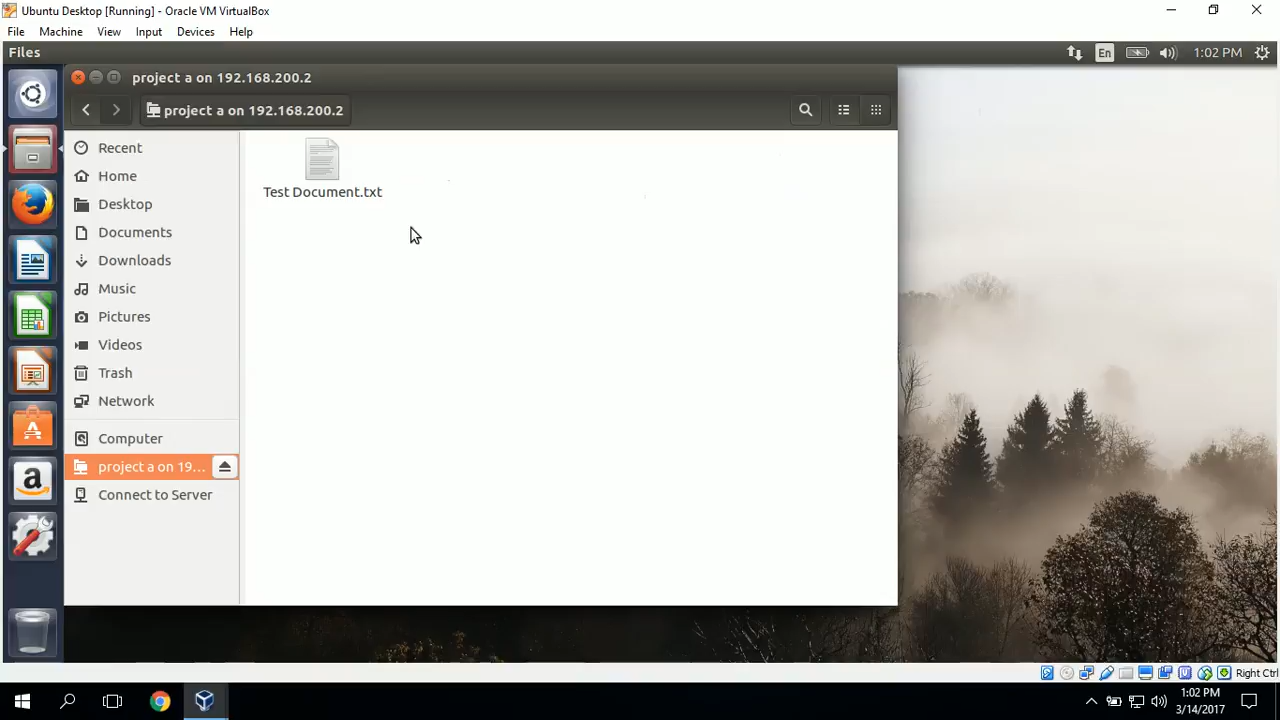 Ubuntu Desktop [Running] - Oracle VM VirtualBox
File Machine View Input Devices Help
Files
En
1:02 PM
project a on 192.168.200.2
project a on 192.168.200.2
Recent
Home
Desktop
Documents
Downloads
Music
Pictures
Videos
Trash
Network
Computer
project a on 19...
Connect to Server
Test Document.txt
Right Ctrl
1:02 PM
3/14/2017